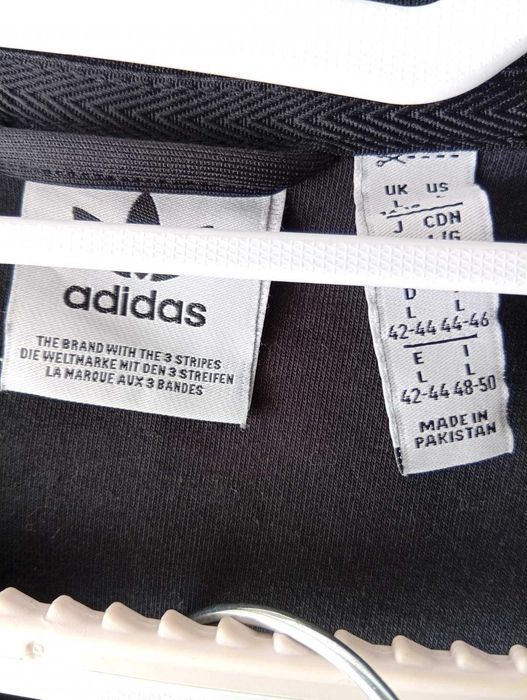 adidas
THE BRAND WITH THE 3 STRIPES
DIE WELTMARKE MIT DEN 3 STREIFEN
LA MARQUE AUX 3 BANDES
UK US
J CDN
D
L L
42-44 44-46
E I
L L
42-44 48-50
MADE IN
PAKISTAN